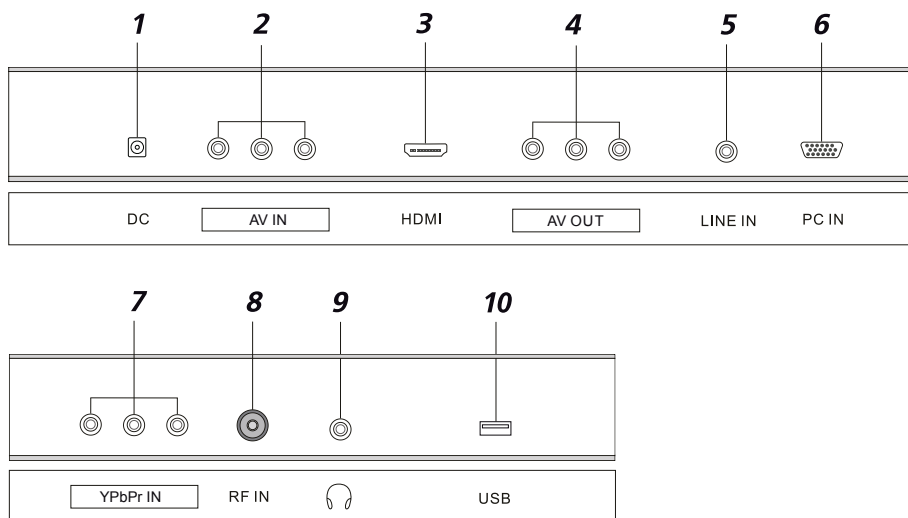 1 2 3 4 5 6
DC AV IN HDMI AV OUT LINE IN PC IN
7 8 9 10
YPbPr IN RF IN USB